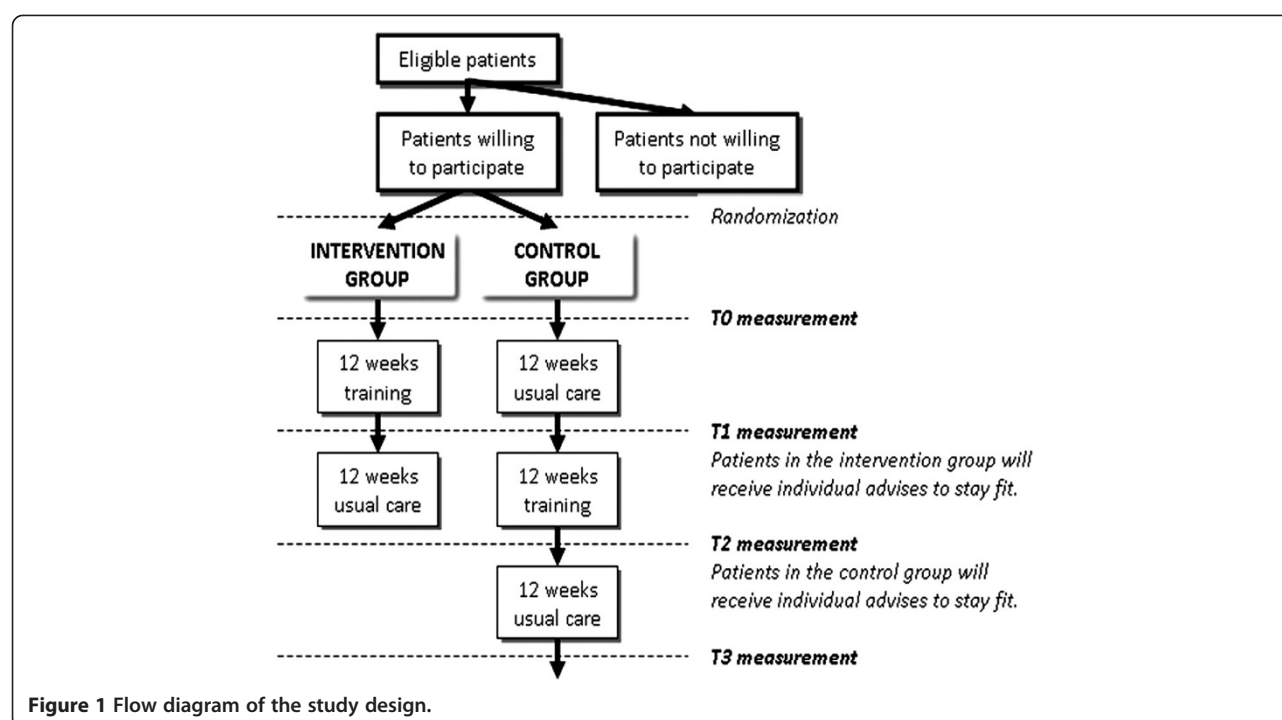 Eligible patients
Patients willing
to participate
Patients not willing
to participate
Randomization
INTERVENTION
GROUP
CONTROL
GROUP
T0 measurement
12 weeks
training
12 weeks
usual care
T1 measurement
Patients in the intervention group will
receive individual advises to stay fit.
12 weeks
usual care
12 weeks
training
T2 measurement
Patients in the control group will
receive individual advises to stay fit.
12 weeks
usual care
T3 measurement
Figure 1 Flow diagram of the study design.